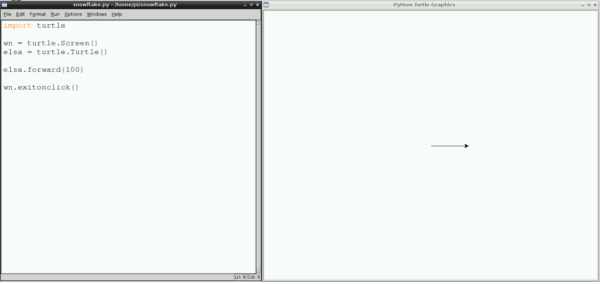 snowflake.py - /home/pi/snowflake.py
File Edit Format Run Options Windows Help
import turtle
wn = turtle.Screen()
elsa = turtle.Turtle()
elsa.forward(100)
wn.exitonclick()
Ln: 9 Col: 0
Python Turtle Graphics